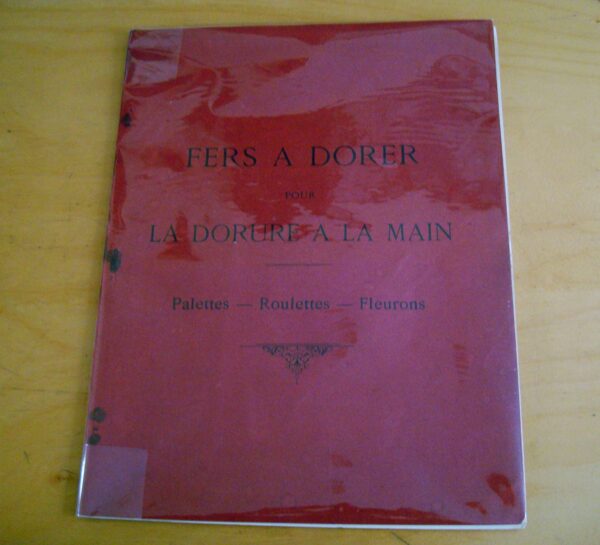 FERS A DORER
POUR
LA DORURE A LA MAIN
Palettes — Roulettes — Fleurons